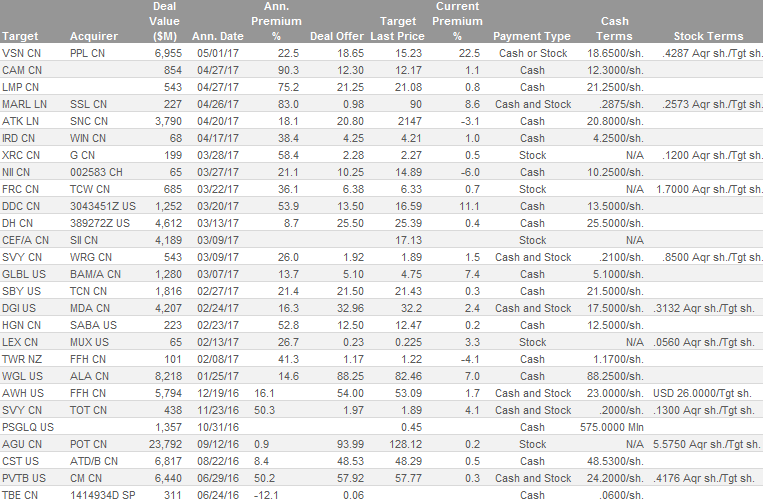 Target Acquirer Deal Value ($M) Ann. Date Ann. Premium % Deal Offer Target Last Price Current Premium % Payment Type Cash Terms Stock Terms
VSN CN PPL CN 6,955 05/01/17 22.5 18.65 15.23 22.5 Cash or Stock 18.6500/sh. .4287 Aqr sh./Tgt sh.
CAM CN 854 04/27/17 90.3 12.30 12.17 1.1 Cash 12.3000/sh.
LMP CN 543 04/27/17 75.2 21.25 21.08 0.8 Cash 21.2500/sh.
MARL LN SSL CN 227 04/26/17 83.0 0.98 90 8.6 Cash and Stock .2875/sh. .2573 Aqr sh./Tgt sh.
ATK LN SNC CN 3,790 04/20/17 18.1 20.80 2147 -3.1 Cash 20.8000/sh.
IRD CN WIN CN 68 04/17/17 38.4 4.25 4.21 1.0 Cash 4.2500/sh.
XRC CN G CN 199 03/28/17 58.4 2.28 2.27 0.5 Stock N/A .1200 Aqr sh./Tgt sh.
NII CN 002583 CH 65 03/27/17 21.1 10.25 14.89 -6.0 Cash 10.2500/sh.
FRC CN TCW CN 685 03/22/17 36.1 6.38 6.33 0.7 Stock N/A 1.7000 Aqr sh./Tgt sh.
DDC CN 3043451Z US 1,252 03/20/17 53.9 13.50 16.59 11.1 Cash 13.5000/sh.
DH CN 389272Z US 4,612 03/13/17 8.7 25.50 25.39 0.4 Cash 25.5000/sh.
CEF/A CN SII CN 4,189 03/09/17 17.13 Stock N/A
SVY CN WRG CN 543 03/09/17 26.0 1.92 1.89 11.5 Cash and Stock .2100/sh. .8500 Aqr sh./Tgt sh.
GLBL US BAM/A CN 1,280 03/07/17 13.7 5.10 4.75 7.4 Cash 5.1000/sh.
SBY US TCN CN 1,816 02/27/17 21.4 21.50 21.43 0.3 Cash 21.5000/sh.
DGI US MDA CN 4,207 02/24/17 16.3 32.96 32.2 2.4 Cash and Stock 17.5000/sh. .3132 Aqr sh./Tgt sh.
HGN CN SABA US 223 02/23/17 52.8 12.50 12.47 0.2 Cash 12.5000/sh.
LEX CN MUX US 65 02/13/17 26.7 0.23 0.225 3.3 Stock N/A .0560 Aqr sh./Tgt sh.
TWR NZ FFH CN 101 02/08/17 41.3 1.17 1.22 -4.1 Cash 1.1700/sh.
WGL US ALA CN 8,218 01/25/17 14.6 88.25 82.46 7.0 Cash 88.2500/sh.
AWH US FFH CN 5,794 12/19/16 16.1 54.00 53.09 1.7 Cash and Stock 23.0000/sh. USD 26.0000/Tgt sh.
SVY CN TOT CN 438 11/23/16 50.3 1.97 1.89 4.1 Cash and Stock .2000/sh. .1300 Aqr sh./Tgt sh.
PSGLQ US 1,357 10/31/16 0.45 Cash 575.0000 Mln
AGU CN POT CN 23,792 09/12/16 0.9 93.99 128.12 0.2 Stock N/A 5.5750 Aqr sh./Tgt sh.
CST US ATD/B CN 6,817 08/22/16 8.4 48.53 48.29 0.5 Cash 48.5300/sh.
PVTB US CM CN 6,440 06/29/16 50.2 57.92 57.77 0.3 Cash and Stock 24.2000/sh. .4176 Aqr sh./Tgt sh.
TBE CN 1414934D SP 311 06/24/16 -12.1 0.06 Cash .0600/sh.